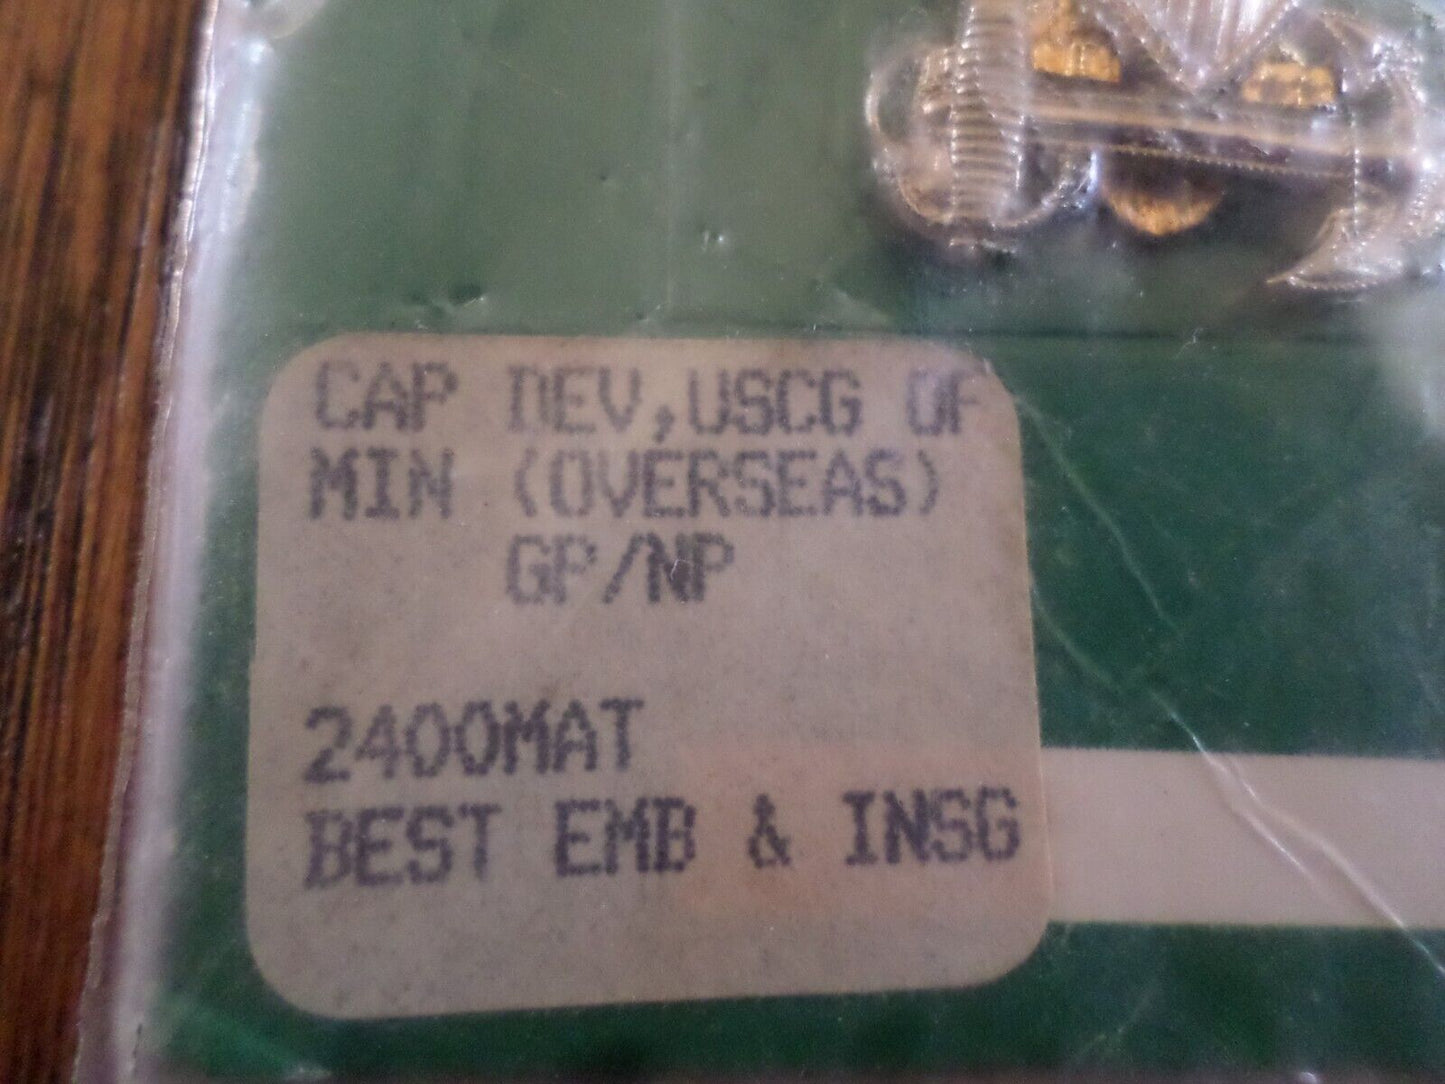 CAP DEV,USCG OF
MIN (OVERSEAS)
GP/NP
2400MAT
BEST EMB & INSG